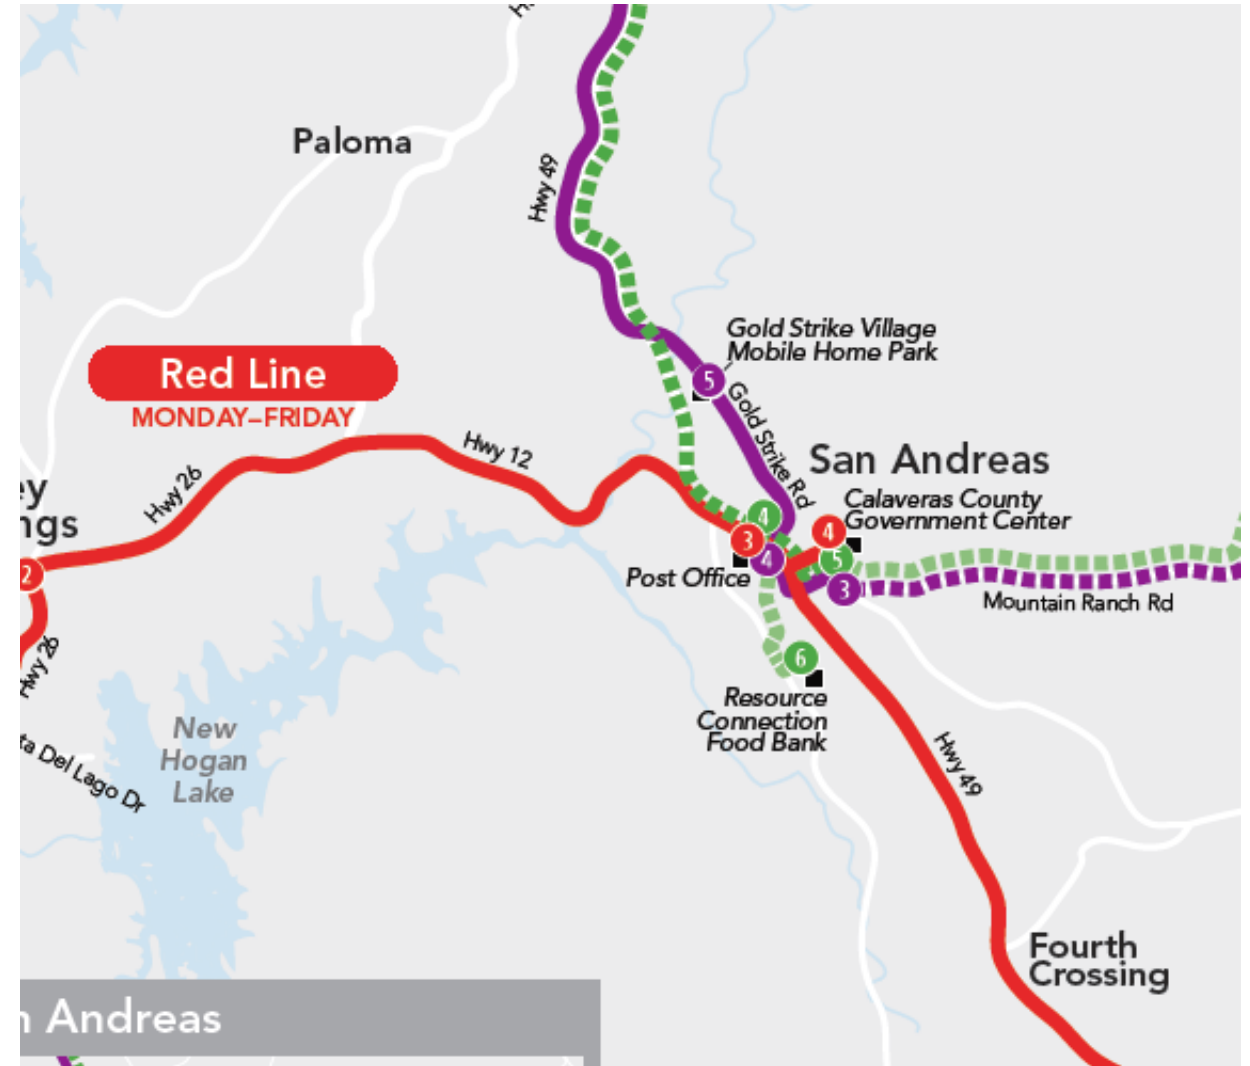 Paloma
Hwy 49
Gold Strike Village
Mobile Home Park
5
Red Line
MONDAY–FRIDAY
Gold Strike Rd
Hwy 12
San Andreas
Hwy 26
Calaveras County
Government Center
4
4
3
4
5
3
Post Office
2
Mountain Ranch Rd
Hwy 26
6
Resource
Connection
Food Bank
New
Hogan
Lake
Del Lago Dr
Hwy 49
Fourth
Crossing
Andreas